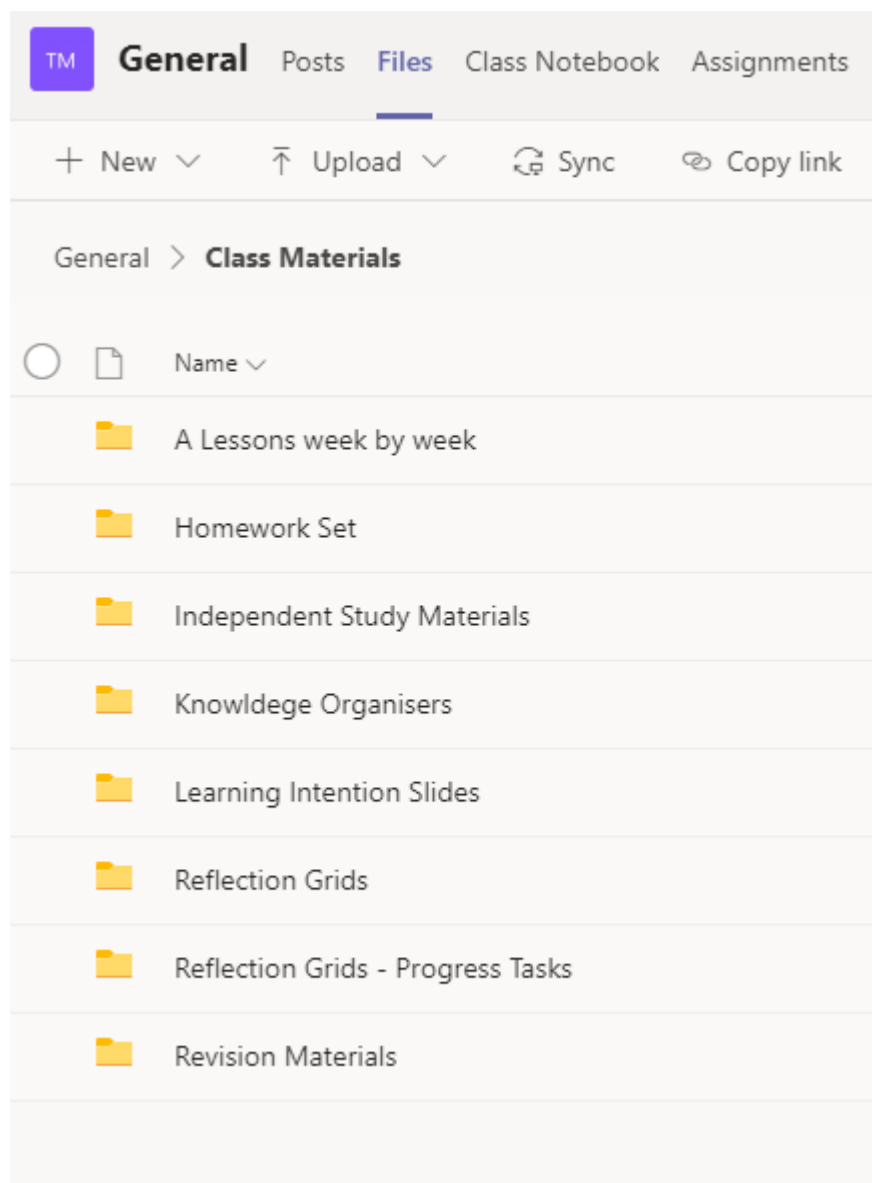 TM General Posts Files Class Notebook Assignments
New Upload Sync Copy link
General > Class Materials
Name
A Lessons week by week
Homework Set
Independent Study Materials
Knowldege Organisers
Learning Intention Slides
Reflection Grids
Reflection Grids - Progress Tasks
Revision Materials